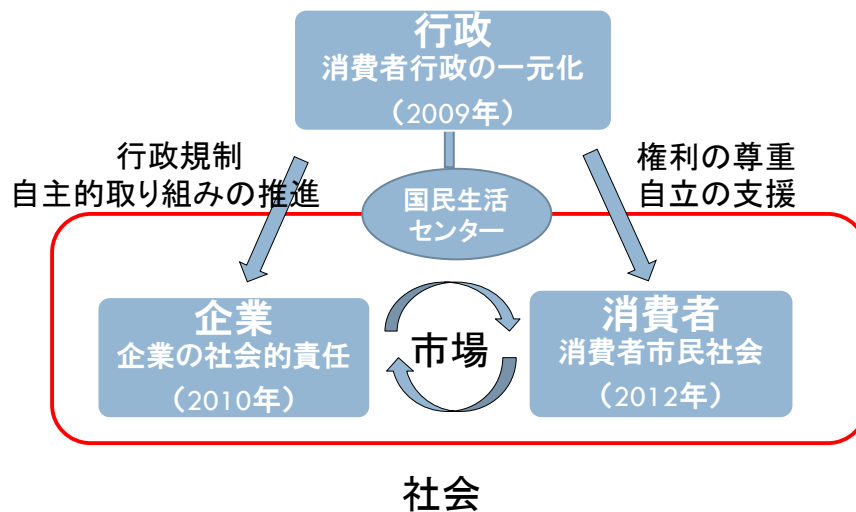 行政
消費者行政の一元化
（2009年）
行政規制
自主的取り組みの推進
権利の尊重
自立の支援
国民生活
センター
企業
企業の社会的責任
（2010年）
市場
消費者
消費者市民社会
（2012年）
社会